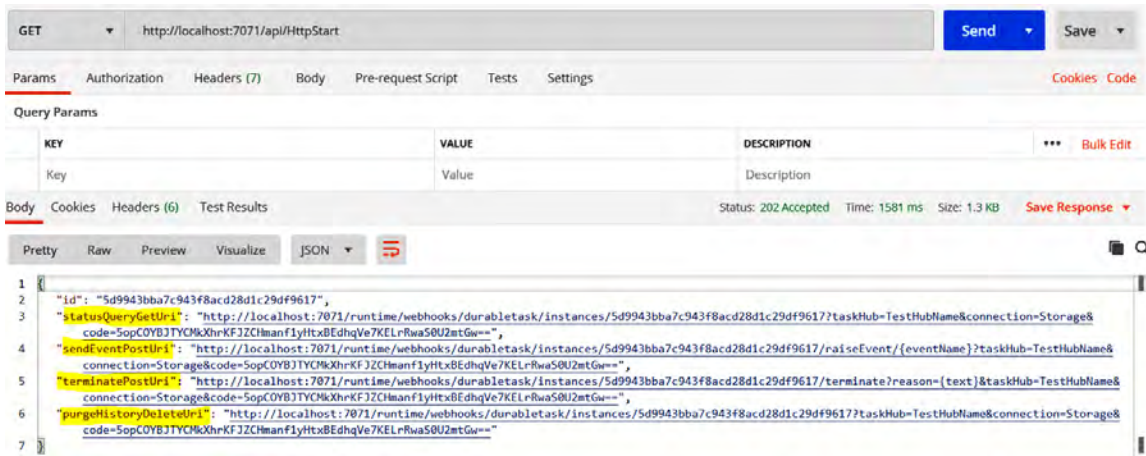 GET http://localhost:7071/api/HttpStart Send Save
Params Authorization Headers (7) Body Pre-request Script Tests Settings Cookies Code
Query Params
KEY VALUE DESCRIPTION ••• Bulk Edit
Key Value Description
Body Cookies Headers (6) Test Results Status: 202 Accepted Time: 1581 ms Size: 1.3 KB Save Response
Pretty Raw Preview Visualize JSON
1 {
2 "id": "5d9943bba7c943f8acd28d1c29df9617",
3 "statusQueryGetUri": "http://localhost:7071/runtime/webhooks/durabletask/instances/5d9943bba7c943f8acd28d1c29df9617?taskHub=TestHubName&connection=Storage&
code=5opCOYBJTYCMkXhrKFJZCHmanf1yHtxBEdhqVe7KELrRwaS0U2mtGw==",
4 "sendEventPostUri": "http://localhost:7071/runtime/webhooks/durabletask/instances/5d9943bba7c943f8acd28d1c29df9617/raiseEvent/{eventName}?taskHub=TestHubName&
connection=Storage&code=5opCOYBJTYCMkXhrKFJZCHmanf1yHtxBEdhqVe7KELrRwaS0U2mtGw==",
5 "terminatePostUri": "http://localhost:7071/runtime/webhooks/durabletask/instances/5d9943bba7c943f8acd28d1c29df9617/terminate?reason={text}&taskHub=TestHubName&
connection=Storage&code=5opCOYBJTYCMkXhrKFJZCHmanf1yHtxBEdhqVe7KELrRwaS0U2mtGw==",
6 "purgeHistoryDeleteUri": "http://localhost:7071/runtime/webhooks/durabletask/instances/5d9943bba7c943f8acd28d1c29df9617?taskHub=TestHubName&connection=Storage&
code=5opCOYBJTYCMkXhrKFJZCHmanf1yHtxBEdhqVe7KELrRwaS0U2mtGw=="
7 }